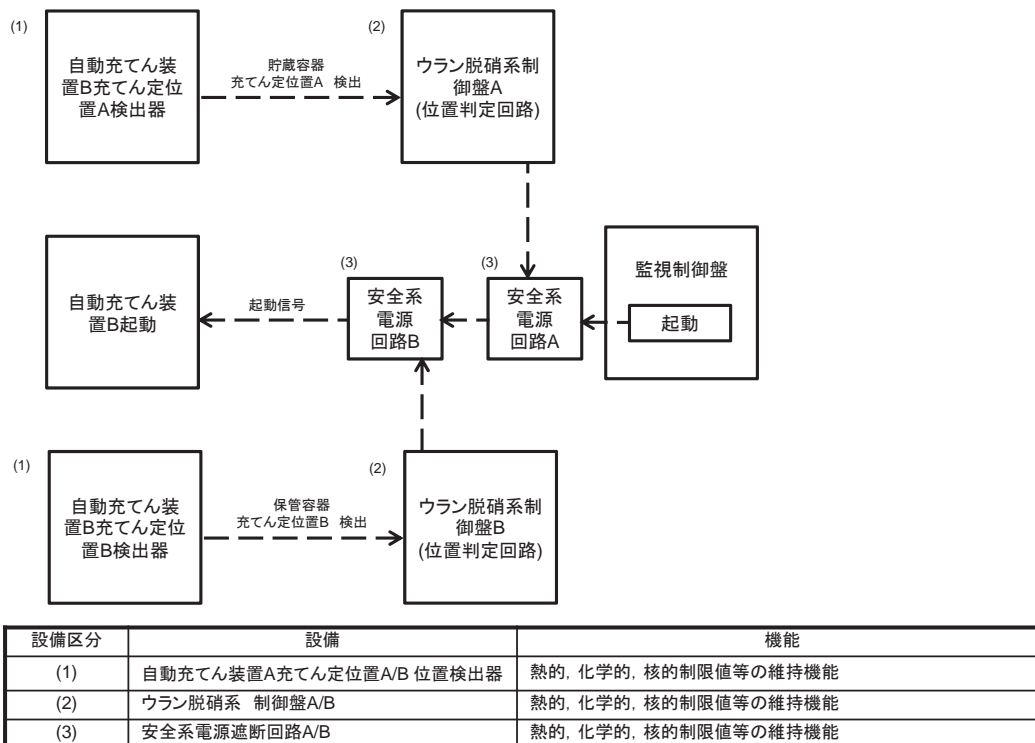 (1)
自動充てん装
置B充てん定位
置A検出器
貯蔵容器
充てん定位置A 検出
(2)
ウラン脱硝系制
御盤A
(位置判定回路)
自動充てん装
置B起動
起動信号
(3)
安全系
電源
回路B
(3)
安全系
電源
回路A
監視制御盤
起動
(1)
自動充てん装
置B充てん定位
置B検出器
保管容器
充てん定位置B 検出
(2)
ウラン脱硝系制
御盤B
(位置判定回路)
設備区分 設備 機能
(1) 自動充てん装置A充てん定位置A/B 位置検出器 熱的, 化学的, 核的制限値等の維持機能
(2) ウラン脱硝系 制御盤A/B 熱的, 化学的, 核的制限値等の維持機能
(3) 安全系電源遮断回路A/B 熱的, 化学的, 核的制限値等の維持機能